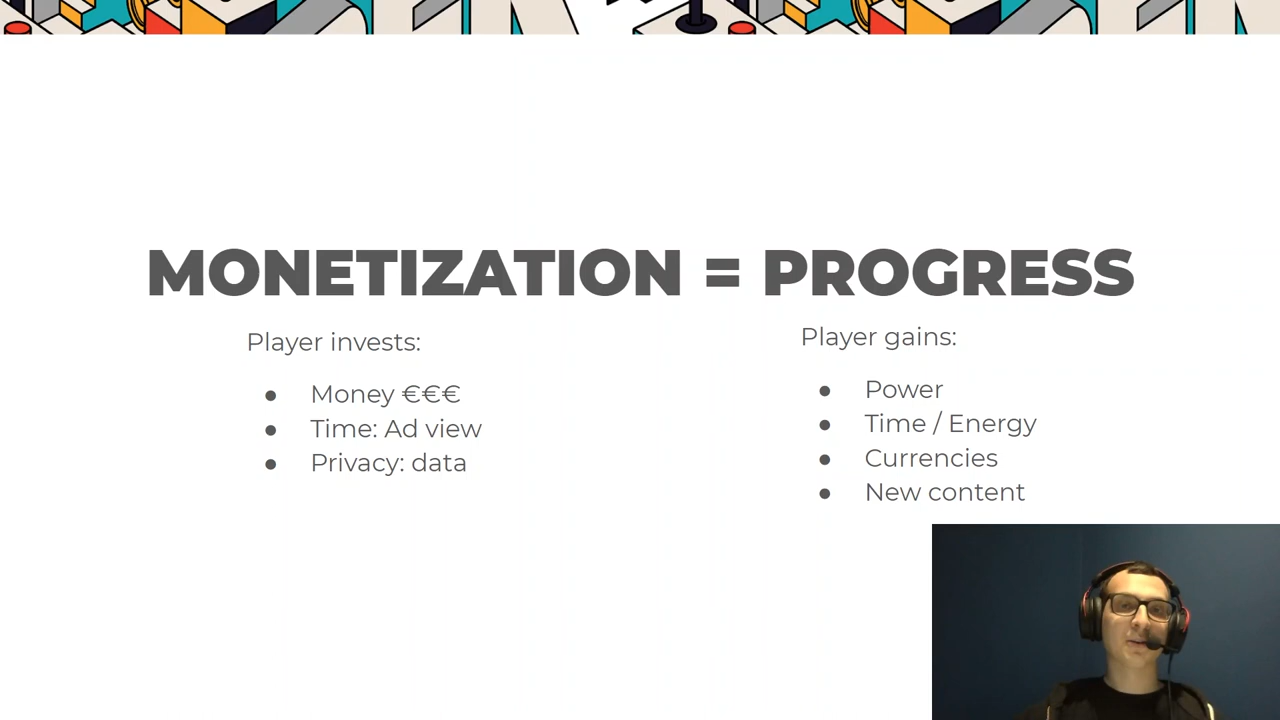 MONETIZATION = PROGRESS
Player invests:
● Money €€€
● Time: Ad view
● Privacy: data
Player gains:
● Power
● Time / Energy
● Currencies
● New content